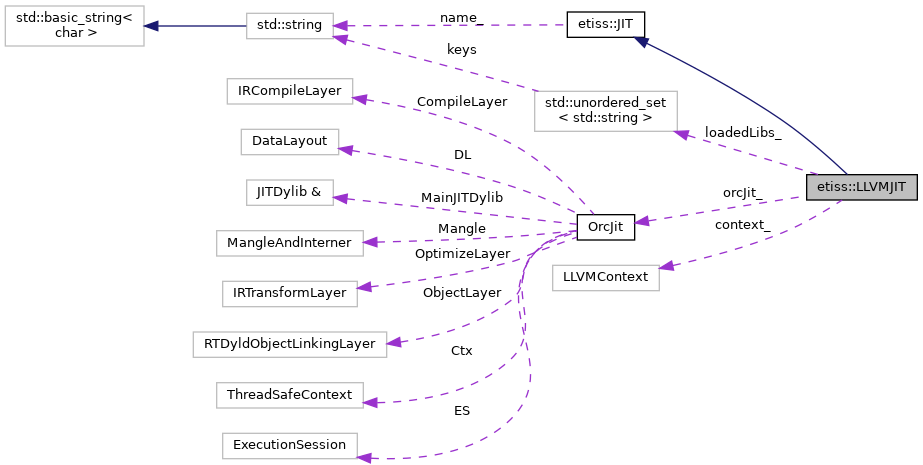 std::basic_string<
char >
std::string
name_
etiss::JIT
keys
IRCompileLayer
CompileLayer
std::unordered_set
< std::string >
loadedLibs_
DataLayout
DL
etiss::LLVMJIT
JITDylib &
MainJITDylib
orcJit_
OrcJit
MangleAndInterner
Mangle
context_
OptimizeLayer
LLVMContext
IRTransformLayer
ObjectLayer
RTDyldObjectLinkingLayer
Ctx
ThreadSafeContext
ES
ExecutionSession